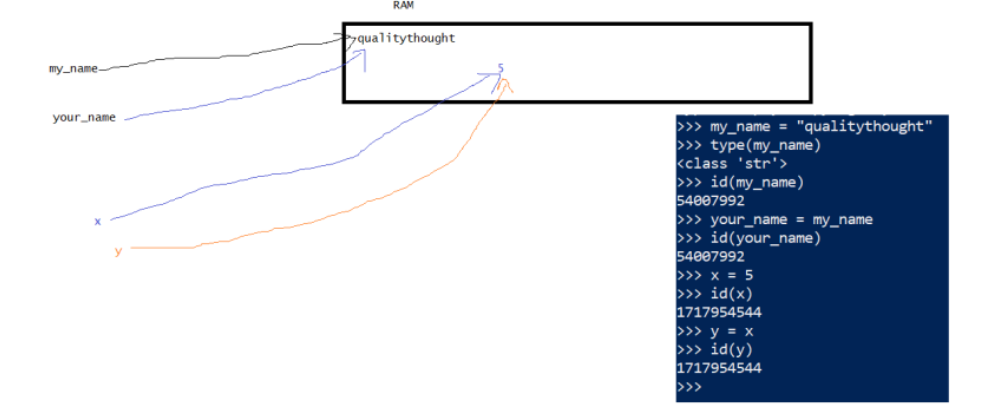 RAM
qualitythought
my_name
5
your_name
x
y
>>> my_name = "qualitythought"
>>> type(my_name)
<class 'str'>
>>> id(my_name)
54007992
>>> your_name = my_name
>>> id(your_name)
54007992
>>> x = 5
>>> id(x)
1717954544
>>> y = x
>>> id(y)
1717954544
>>>